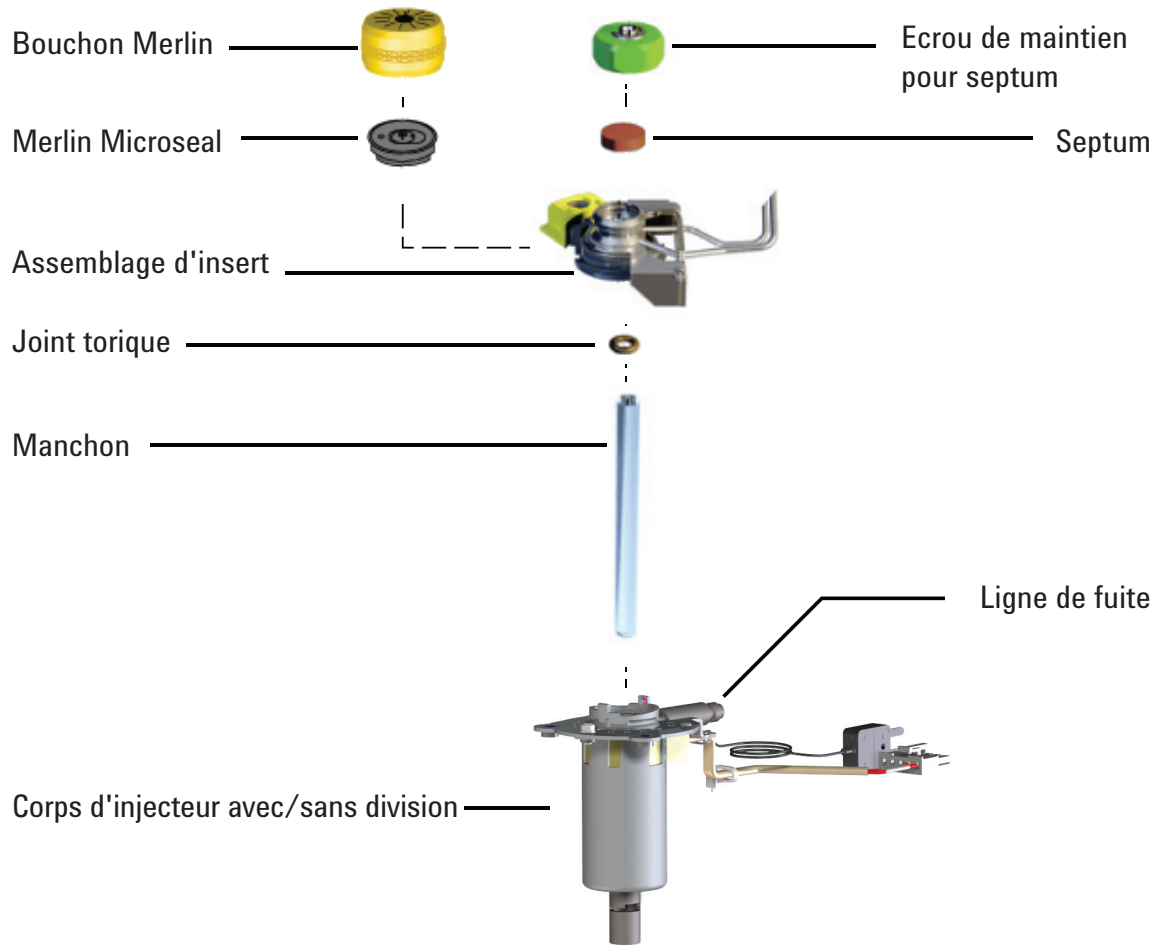 Bouchon Merlin
Ecrou de maintien
pour septum
Merlin Microseal
Septum
Assemblage d'insert
Joint torique
Manchon
Ligne de fuite
Corps d'injecteur avec/sans division